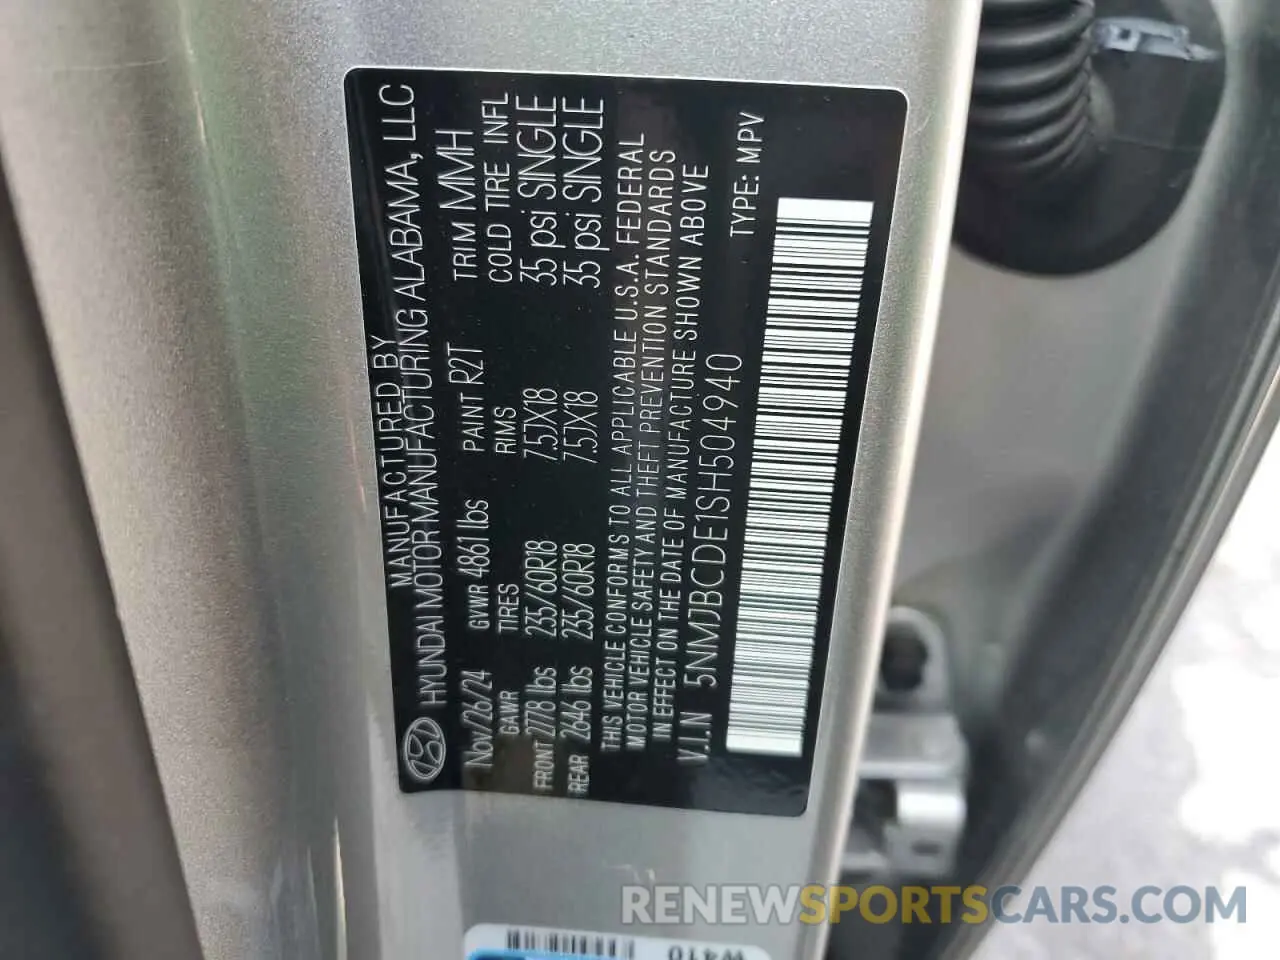 MANUFACTURED BY
HYUNDAI MOTOR MANUFACTURING ALABAMA, LLC
Nov/26/24 GVWR 4861 lbs PAINT R2T TRIM MMH
GAWR TIRES RIMS COLD TIRE INFL
FRONT 2778 lbs 235/60R18 7.5JX18 35 psi SINGLE
REAR 2646 lbs 235/60R18 7.5JX18 35 psi SINGLE
THIS VEHICLE CONFORMS TO ALL APPLICABLE U.S.A. FEDERAL
MOTOR VEHICLE SAFETY AND THEFT PREVENTION STANDARDS
IN EFFECT ON THE DATE OF MANUFACTURE SHOWN ABOVE
V.I.N 5NMJBCDE1SH504940
TYPE: MPV
W410
RENEWSPORTSCARS.COM